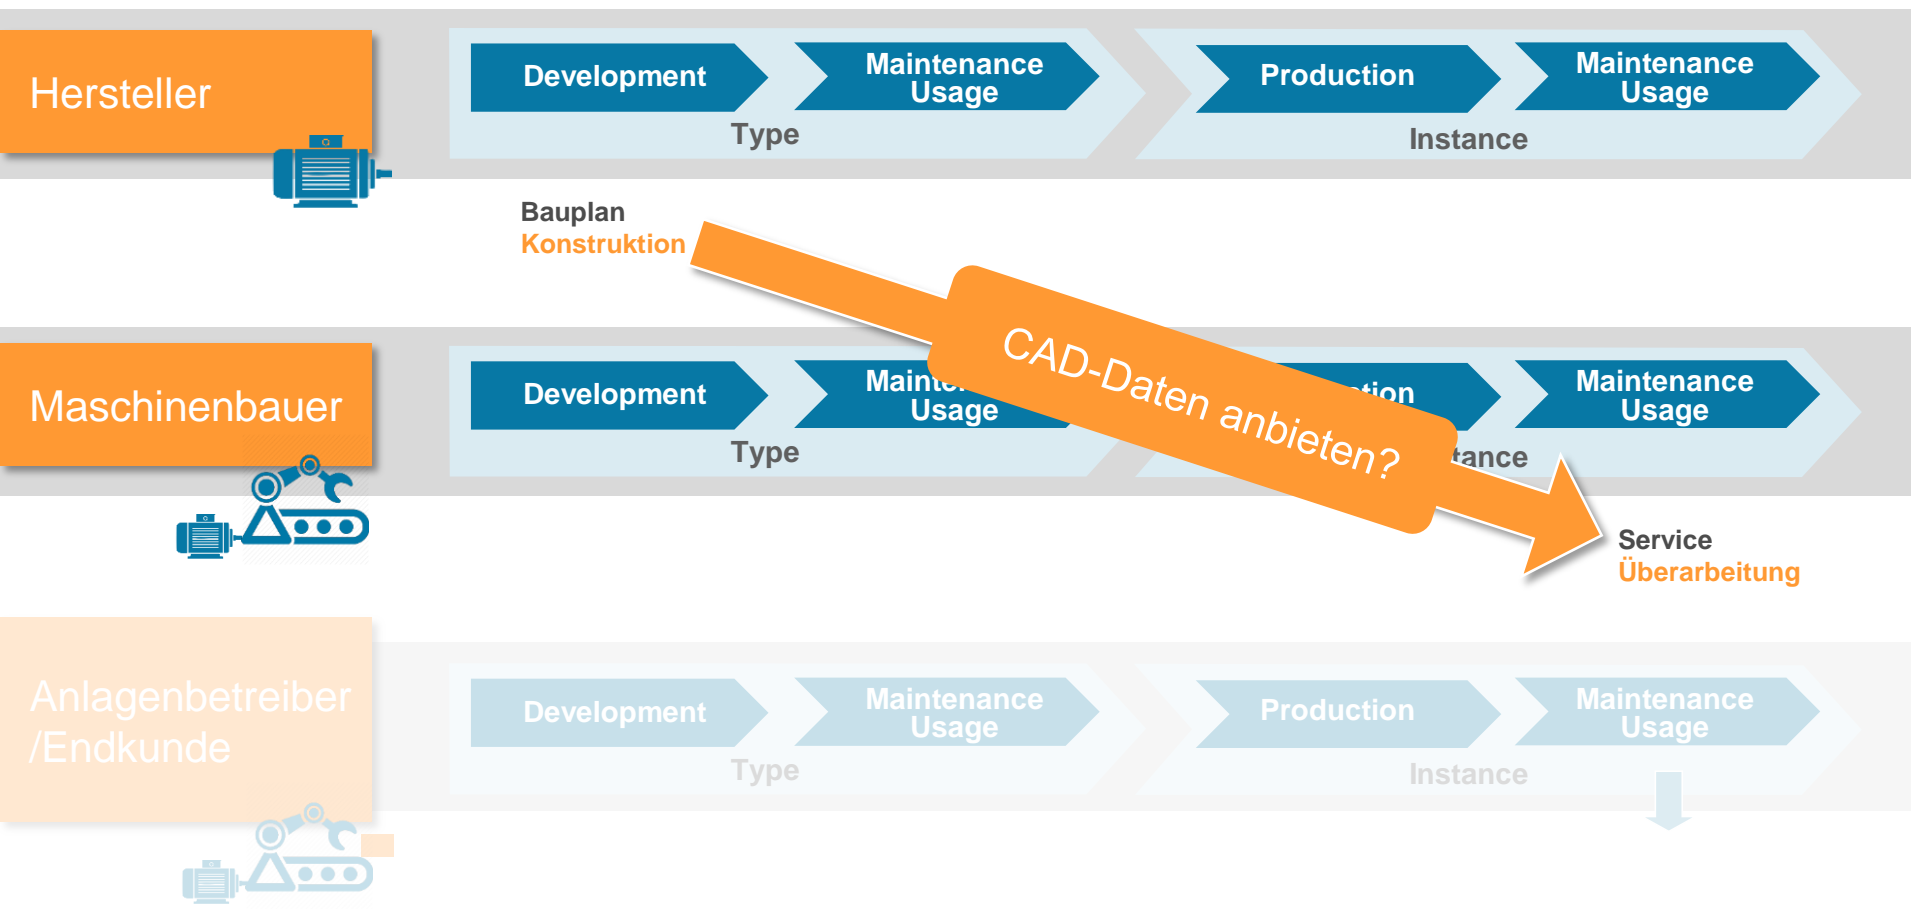 Hersteller
Development
Maintenance
Usage
Type
Production
Maintenance
Usage
Instance
Bauplan
Konstruktion
CAD-Daten anbieten?
Maschinenbauer
Development
Usage
Type
Maintenance
Usage
Service
Überarbeitung
Anlagenbetreiber
/Endkunde
Development
Maintenance
Usage
Type
Production
Maintenance
Usage
Instance